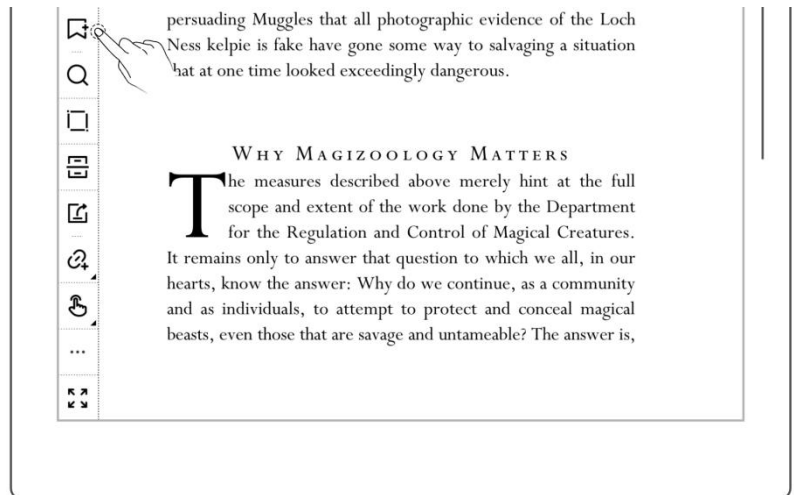 persuading Muggles that all photographic evidence of the Loch
Ness kelpie is fake have gone some way to salvaging a situation
hat at one time looked exceedingly dangerous.
WHY MAGIZOOLOGY MATTERS
The measures described above merely hint at the full
scope and extent of the work done by the Department
for the Regulation and Control of Magical Creatures.
It remains only to answer that question to which we all, in our
hearts, know the answer: Why do we continue, as a community
and as individuals, to attempt to protect and conceal magical
beasts, even those that are savage and untameable? The answer is,